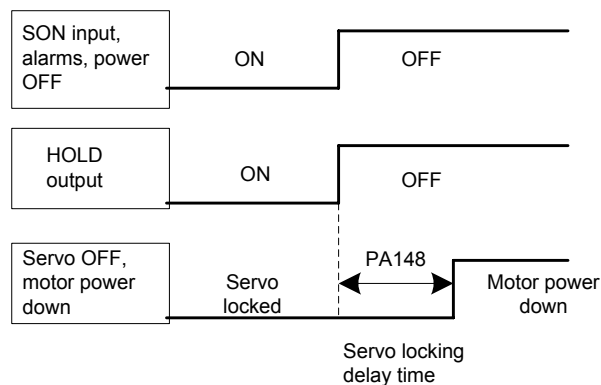 SON input,
alarms, power
OFF
ON
OFF
HOLD
output
ON
OFF
Servo OFF,
motor power
down
Servo
locked
PA148
Motor power
down
Servo locking
delay time